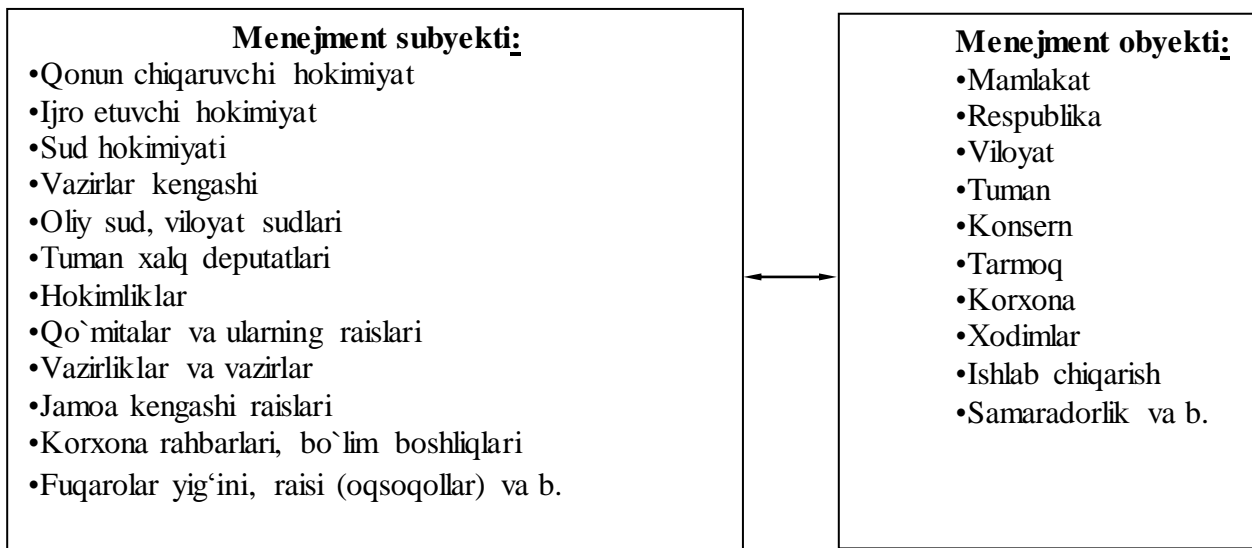 Menejment subyekti:
•Qonun chiqaruvchi hokimiyat
•Ijro etuvchi hokimiyat
•Sud hokimiyati
•Vazirlar kengashi
•Oliy sud, viloyat sudlari
•Tuman xalq deputatlari
•Hokimliklar
•Qo`mitalar va ularning raislari
•Vazirliklar va vazirlar
•Jamoa kengashi raislari
•Korxona rahbarlari, bo`lim boshliqlari
•Fuqarolar yig‘ini, raisi (oqsoqollar) va b.
Menejment obyekti:
•Mamlakat
•Respublika
•Viloyat
•Tuman
•Konsern
•Tarmoq
•Korxona
•Xodimlar
•Ishlab chiqarish
•Samaradorlik va b.